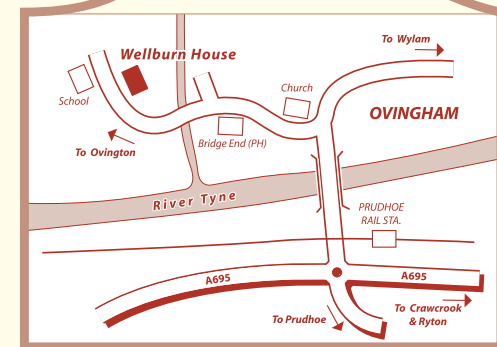 To Wylam
Wellburn House
Church
School
OVINGHAM
Bridge End (PH)
To Ovington
River Tyne
PRUDHOE
RAIL STA.
A695
A695
To Crawcrook
& Ryton
To Prudhoe